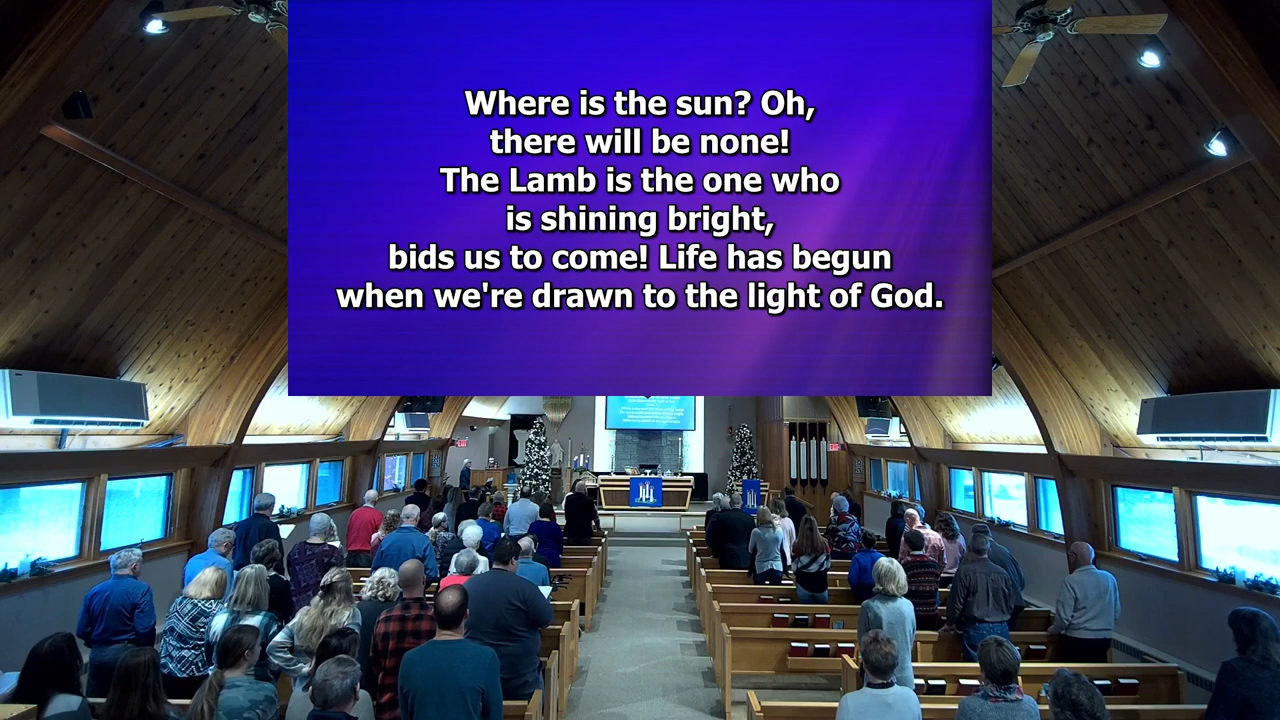 Where is the sun? Oh,
there will be none!
The Lamb is the one who
is shining bright,
bids us to come! Life has begun
when we're drawn to the light of God.